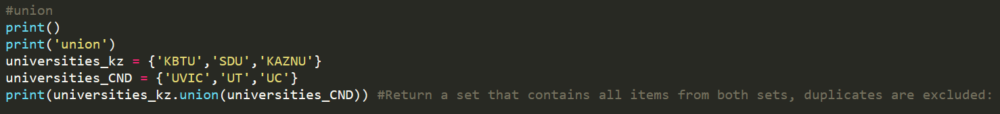 #union
print()
print('union')
universities_kz = {'KBTU','SDU','KAZNU'}
universities_CND = {'UVIC','UT','UC'}
print(universities_kz.union(universities_CND)) #Return a set that contains all items from both sets, duplicates are excluded: